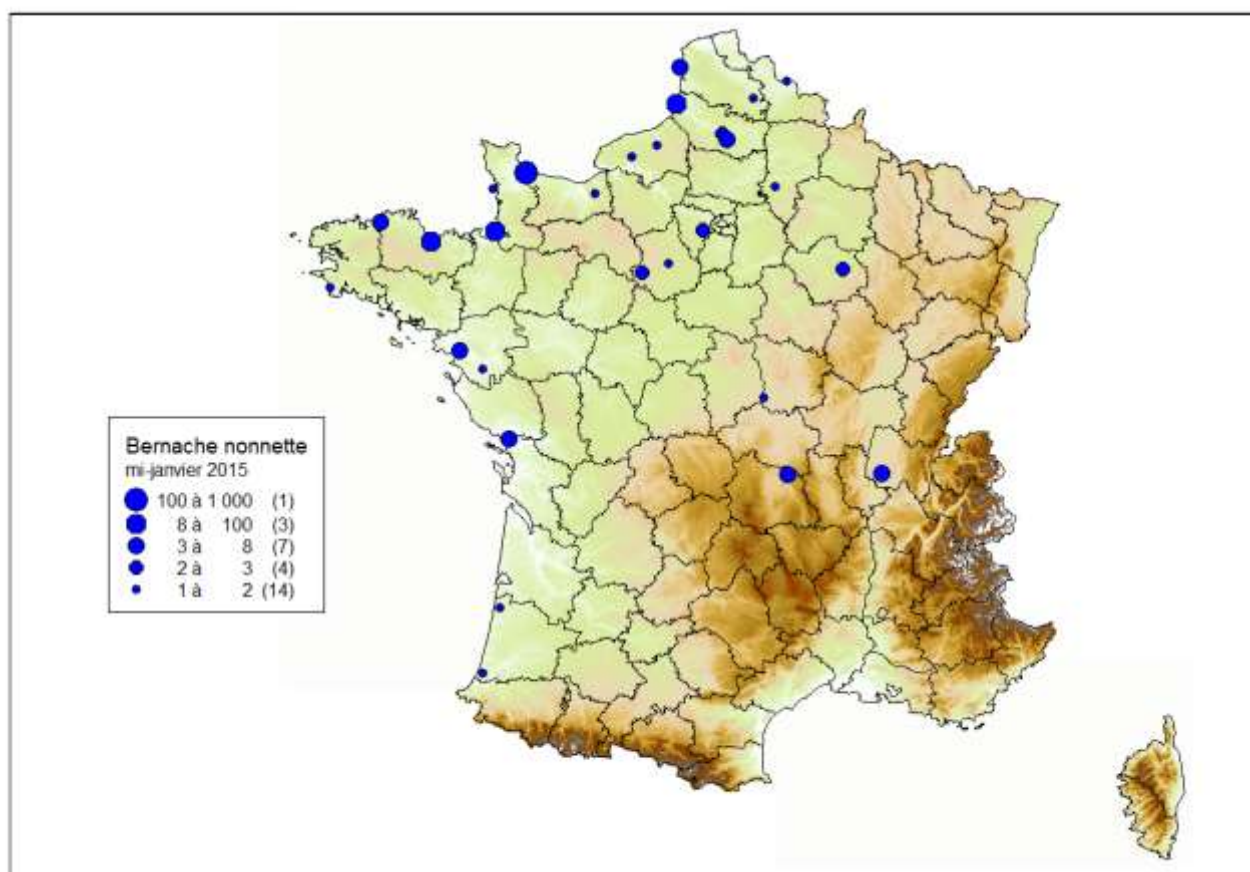 Bernache nonnette
mi-janvier 2015
100 à 1 000 (1)
8 à 100 (3)
3 à 8 (7)
2 à 3 (4)
1 à 2 (14)